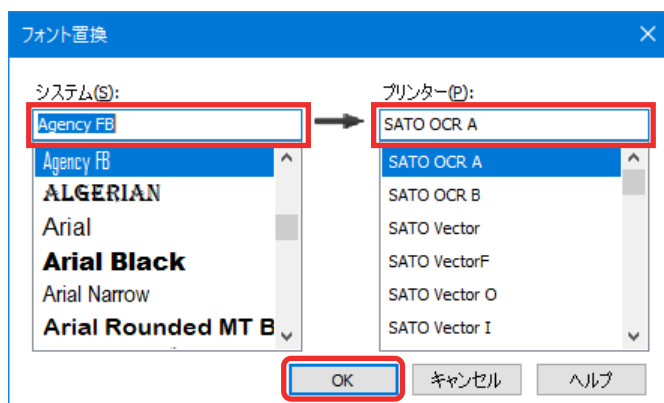 フォント置換
システム(S):
Agency FB
Agency FB
ALGERIAN
Arial
Arial Black
Arial Narrow
Arial Rounded MT B
プリンター(P):
SATO OCR A
SATO OCR A
SATO OCR B
SATO Vector
SATO VectorF
SATO Vector O
SATO Vector I
OK
キャンセル
ヘルプ